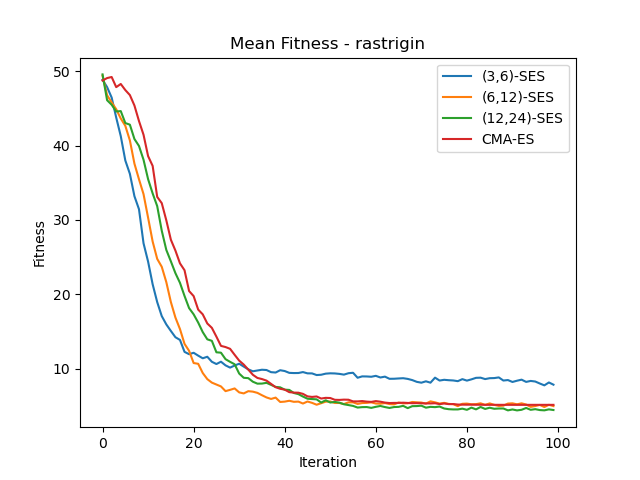 Mean Fitness - rastrigin
50
40
30
20
10
Fitness
0
20
40
60
80
100
Iteration
(3,6)-SES
(6,12)-SES
(12,24)-SES
CMA-ES